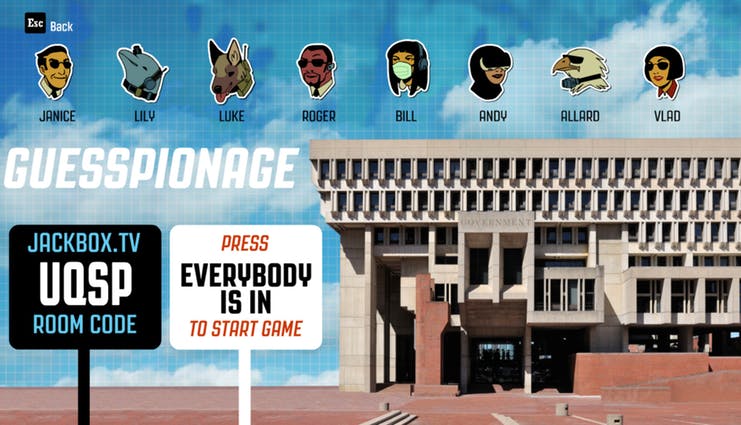 Esc Back
JANICE LILY LUKE ROGER BILL ANDY ALLARD VLAD
GUESSPIONAGE
GOVERNMENT
JACKBOX.TV
UQSP
ROOM CODE
PRESS
EVERYBODY
IS IN
TO START GAME